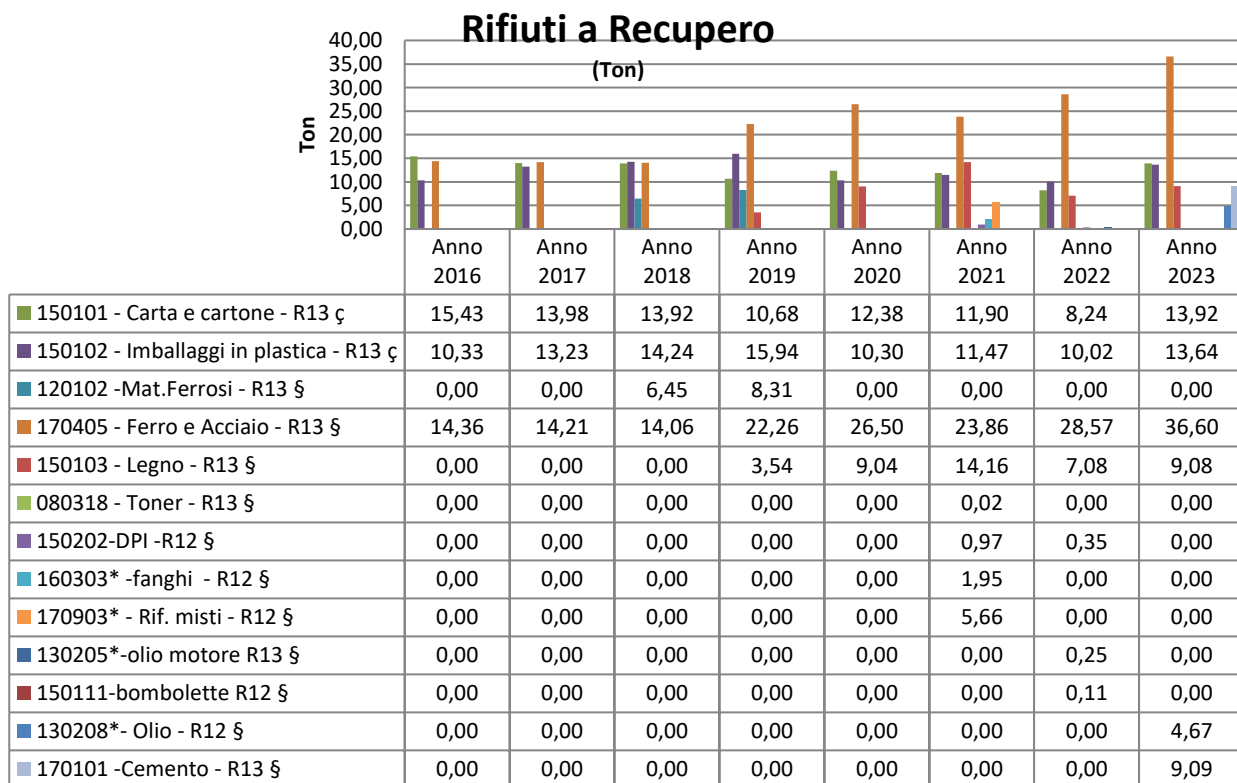 Rifiuti a Recupero
(Ton)
Ton
40,00
35,00
30,00
25,00
20,00
15,00
10,00
5,00
0,00
Anno 2016 Anno 2017 Anno 2018 Anno 2019 Anno 2020 Anno 2021 Anno 2022 Anno 2023
150101 - Carta e cartone - R13 ç 15,43 13,98 13,92 10,68 12,38 11,90 8,24 13,92
150102 - Imballaggi in plastica - R13 ç 10,33 13,23 14,24 15,94 10,30 11,47 10,02 13,64
120102 -Mat.Ferrosi - R13 § 0,00 0,00 6,45 8,31 0,00 0,00 0,00 0,00
170405 - Ferro e Acciaio - R13 § 14,36 14,21 14,06 22,26 26,50 23,86 28,57 36,60
150103 - Legno - R13 § 0,00 0,00 0,00 3,54 9,04 14,16 7,08 9,08
080318 - Toner - R13 § 0,00 0,00 0,00 0,00 0,00 0,02 0,00 0,00
150202-DPI -R12 § 0,00 0,00 0,00 0,00 0,00 0,97 0,35 0,00
160303* -fanghi - R12 § 0,00 0,00 0,00 0,00 0,00 1,95 0,00 0,00
170903* - Rif. misti - R12 § 0,00 0,00 0,00 0,00 0,00 5,66 0,00 0,00
130205*-olio motore R13 § 0,00 0,00 0,00 0,00 0,00 0,00 0,25 0,00
150111-bombolette R12 § 0,00 0,00 0,00 0,00 0,00 0,00 0,11 0,00
130208*- Olio - R12 § 0,00 0,00 0,00 0,00 0,00 0,00 0,00 4,67
170101 -Cemento - R13 § 0,00 0,00 0,00 0,00 0,00 0,00 0,00 9,09